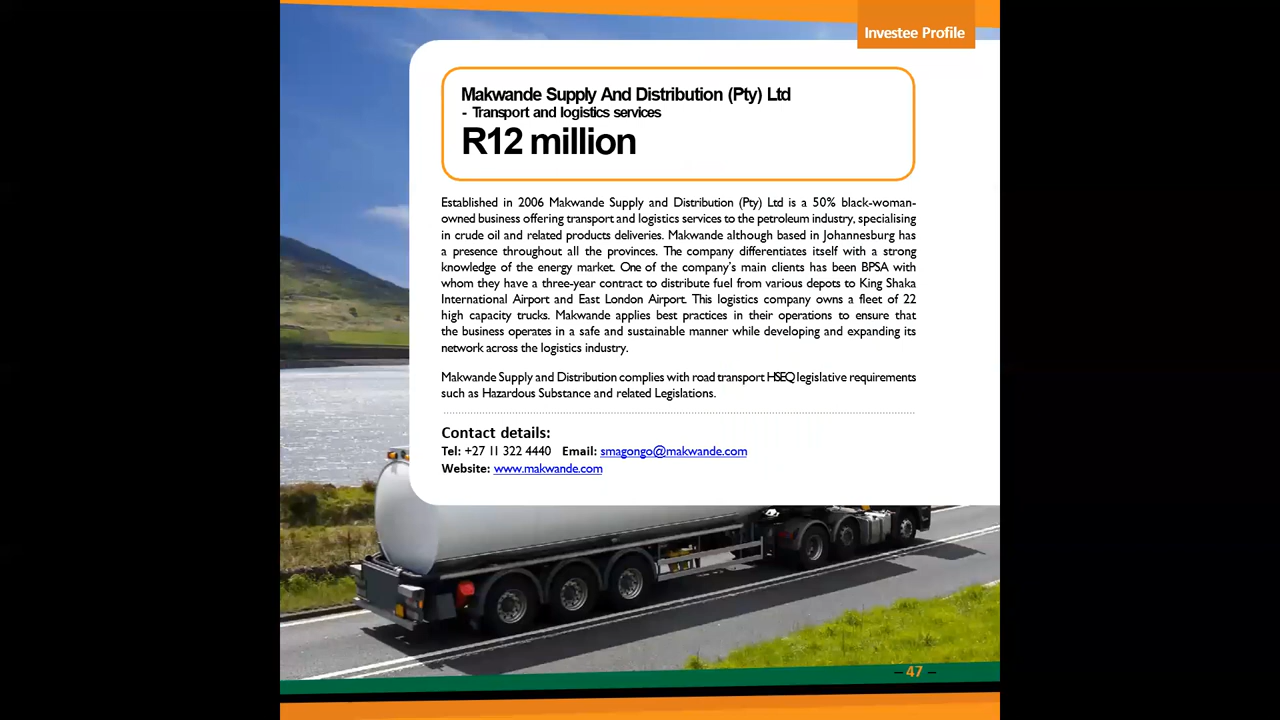 Investee Profile
Makwande Supply And Distribution (Pty) Ltd
- Transport and logistics services
R12 million
Established in 2006 Makwande Supply and Distribution (Pty) Ltd is a 50% black-woman-
owned business offering transport and logistics services to the petroleum industry, specialising
in crude oil and related products deliveries. Makwande although based in Johannesburg has
a presence throughout all the provinces. The company differentiates itself with a strong
knowledge of the energy market. One of the company's main clients has been BPSA with
whom they have a three-year contract to distribute fuel from various depots to King Shaka
International Airport and East London Airport. This logistics company owns a fleet of 22
high capacity trucks. Makwande applies best practices in their operations to ensure that
the business operates in a safe and sustainable manner while developing and expanding its
network across the logistics industry.
Makwande Supply and Distribution complies with road transport HSEQ legislative requirements
such as Hazardous Substance and related Legislations.
Contact details:
Tel: +27 11 322 4440 Email: smagongo@makwande.com
Website: www.makwande.com
– 47 –